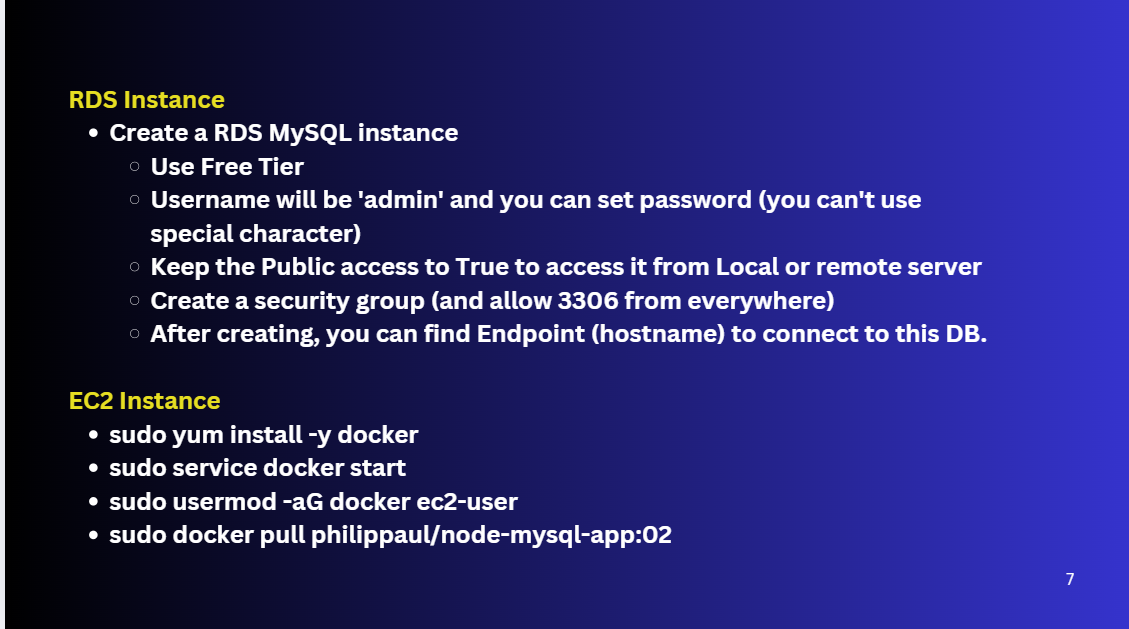 RDS Instance
• Create a RDS MySQL instance
○ Use Free Tier
○ Username will be 'admin' and you can set password (you can't use
special character)
○ Keep the Public access to True to access it from Local or remote server
○ Create a security group (and allow 3306 from everywhere)
○ After creating, you can find Endpoint (hostname) to connect to this DB.
EC2 Instance
• sudo yum install -y docker
• sudo service docker start
• sudo usermod -aG docker ec2-user
• sudo docker pull philippaul/node-mysql-app:02
7